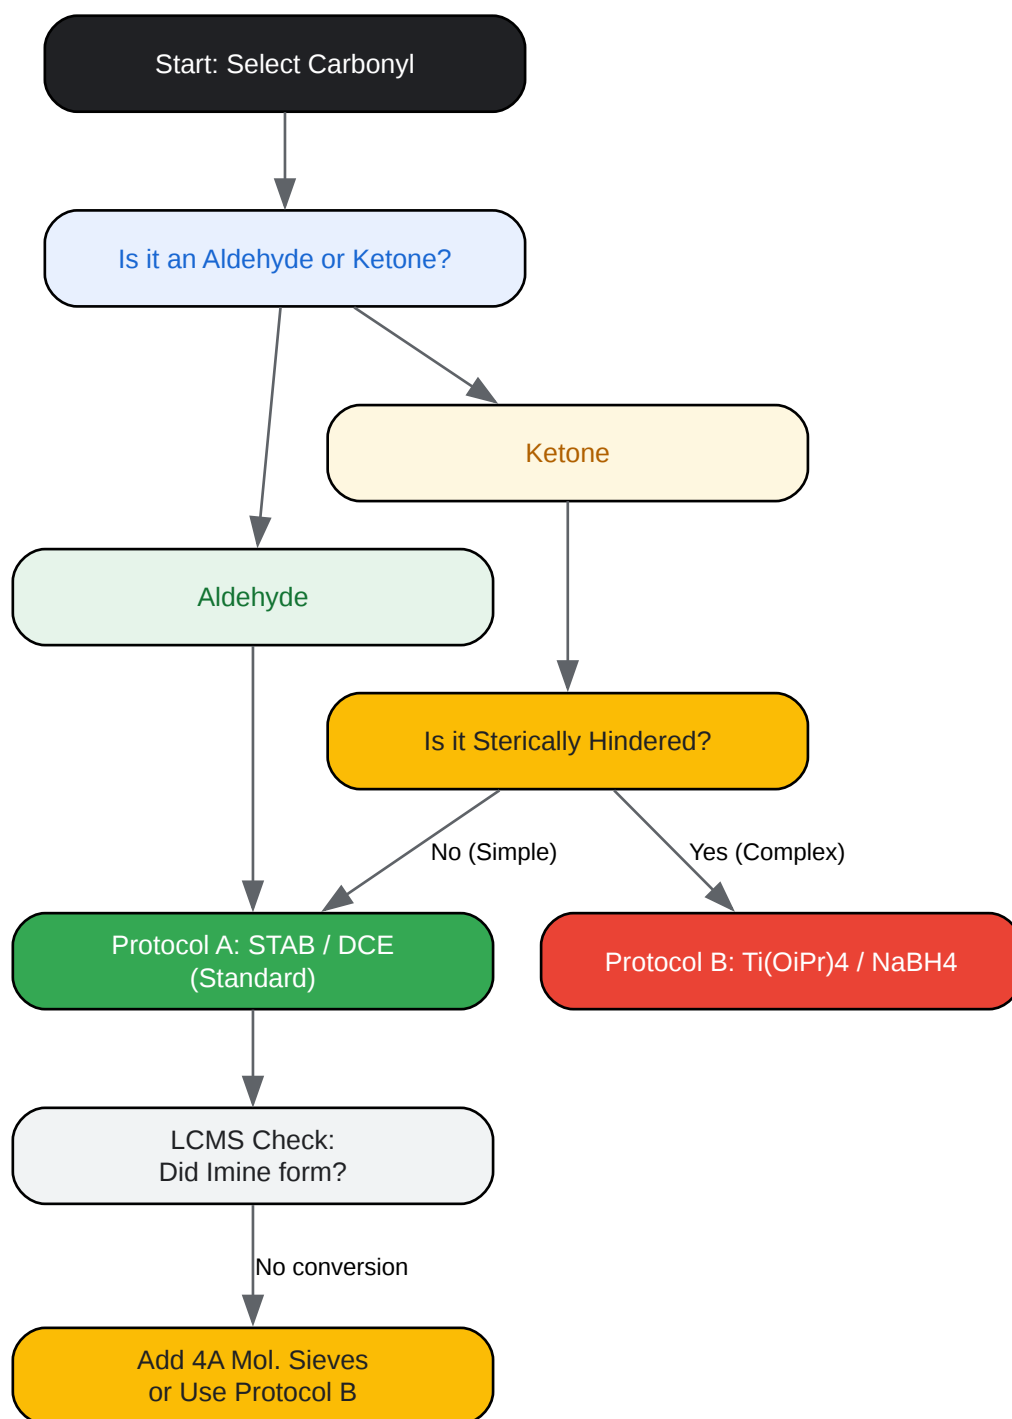 Start: Select Carbonyl
Is it an Aldehyde or Ketone?
Ketone
Aldehyde
Is it Sterically Hindered?
No (Simple)
Yes (Complex)
Protocol A: STAB / DCE
(Standard)
Protocol B: Ti(OiPr)4 / NaBH4
LCMS Check:
Did Imine form?
No conversion
Add 4A Mol. Sieves
or Use Protocol B